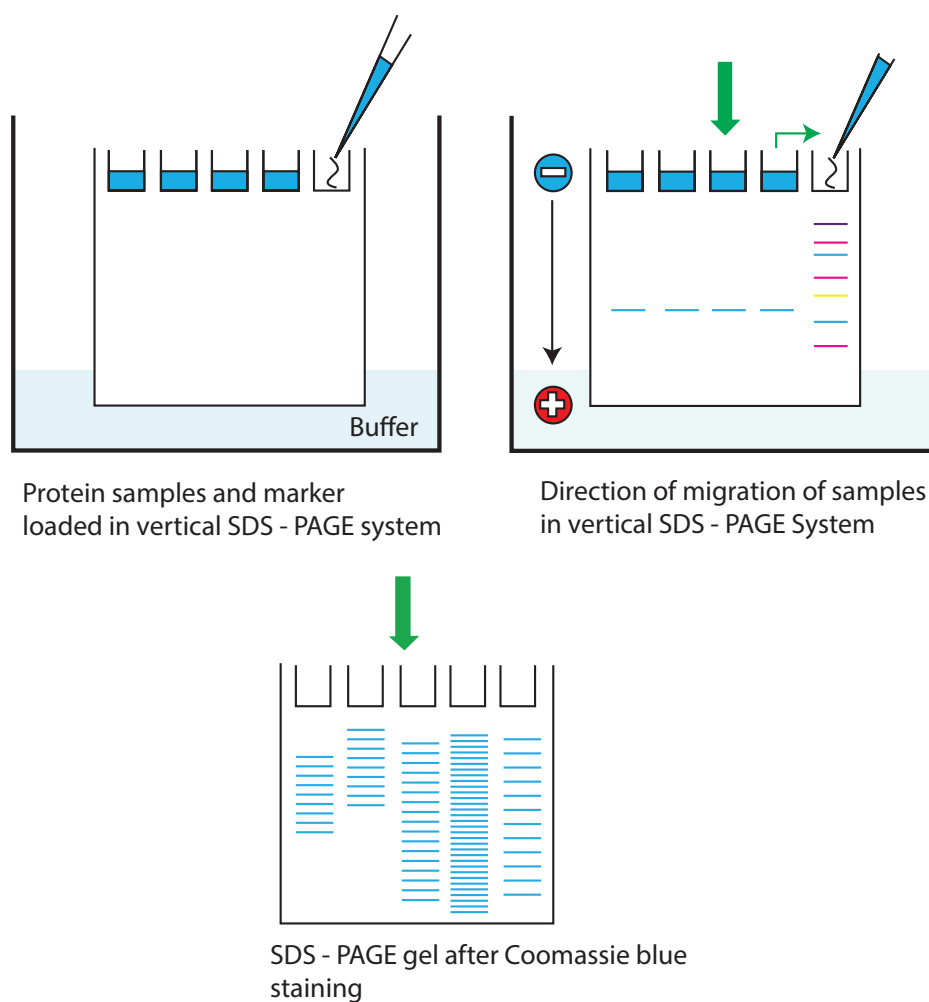 Buffer
Protein samples and marker
loaded in vertical SDS - PAGE system
Direction of migration of samples
in vertical SDS - PAGE System
SDS - PAGE gel after Coomassie blue
staining